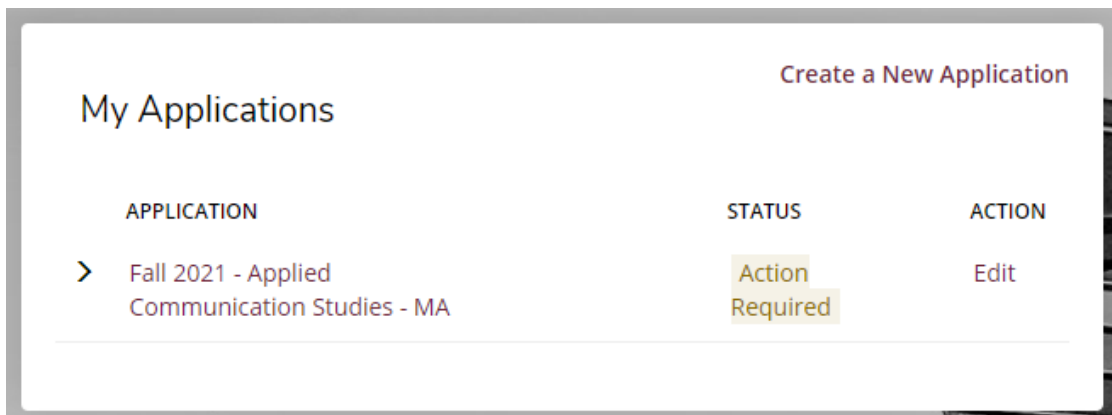 Create a New Application
My Applications
APPLICATION STATUS ACTION
Fall 2021 - Applied Action Edit
Communication Studies - MA Required